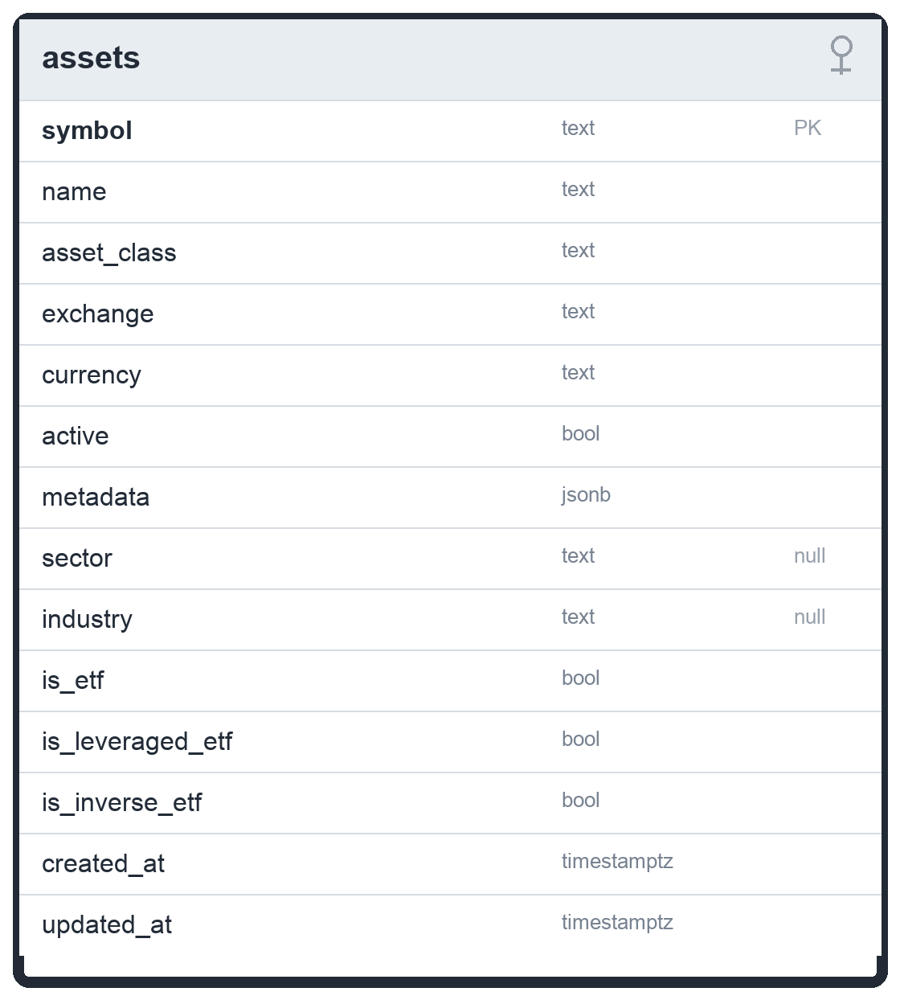 assets
symbol text PK
name text
asset_class text
exchange text
currency text
active bool
metadata jsonb
sector text null
industry text null
is_etf bool
is_leveraged_etf bool
is_inverse_etf bool
created_at timestamptz
updated_at timestamptz